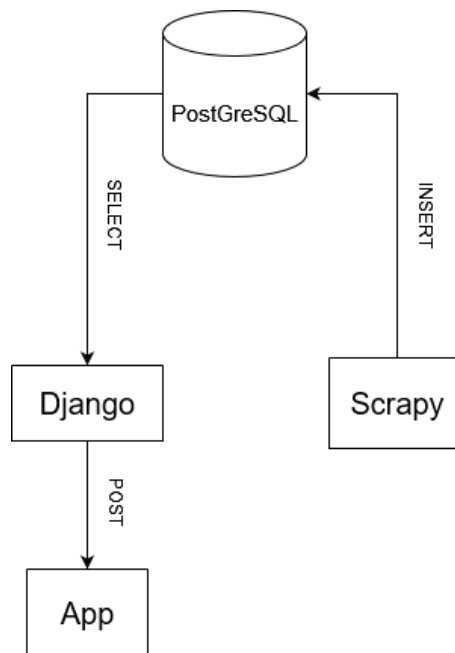 PostGreSQL
SELECT
INSERT
Django
Scrapy
POST
App